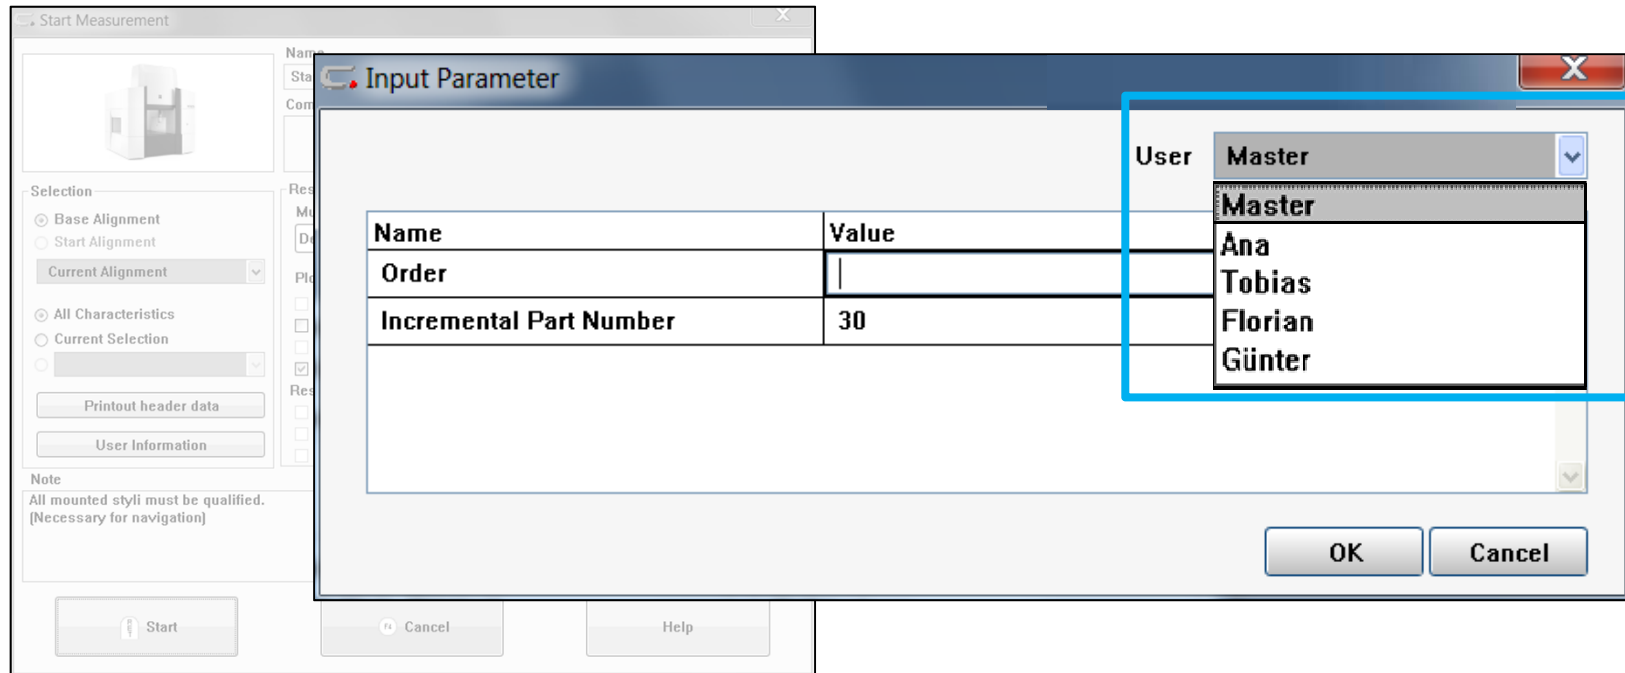 Start Measurement
Name
Sta
Com
Selection
Base Alignment
Start Alignment
Current Alignment
All Characteristics
Current Selection
Printout header data
User Information
Res
Mu
De
Plo
Res
Note
All mounted styli must be qualified.
(Necessary for navigation)
Start
Cancel
Help
Input Parameter
User Master
Master
Ana
Tobias
Florian
Günter
Name Value
Order
Incremental Part Number 30
OK Cancel